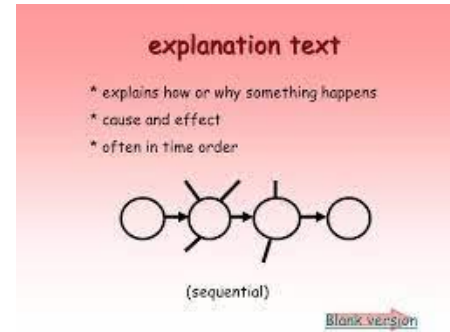 explanation text
* explains how or why something happens
* cause and effect
* often in time order
(sequential)
Blank version